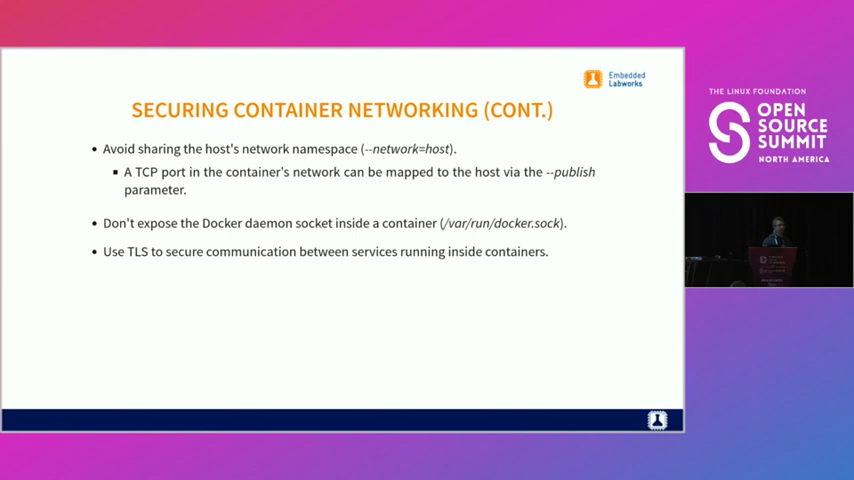 Embedded
Labworks
SECURING CONTAINER NETWORKING (CONT.)
• Avoid sharing the host's network namespace (--network=host).
▪ A TCP port in the container's network can be mapped to the host via the --publish
parameter.
• Don't expose the Docker daemon socket inside a container (/var/run/docker.sock).
• Use TLS to secure communication between services running inside containers.
THE LINUX FOUNDATION
OPEN
SOURCE
SUMMIT
NORTH AMERICA